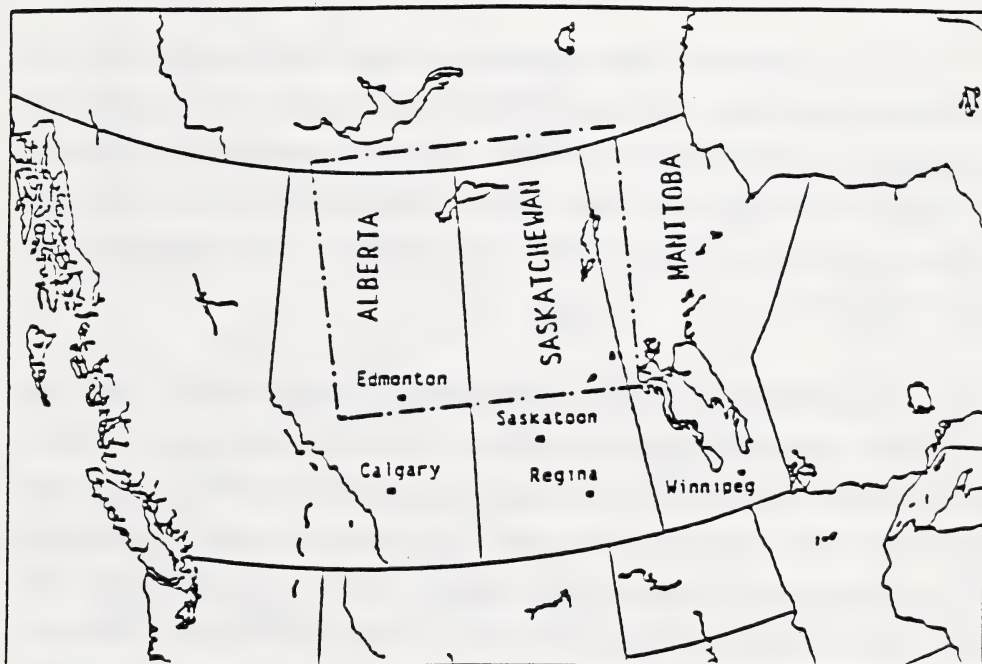 ALBERTA
SASKATCHEWAN
MANITOBA
Edmonton
Saskatoon
Calgary
Regina
Winnipeg